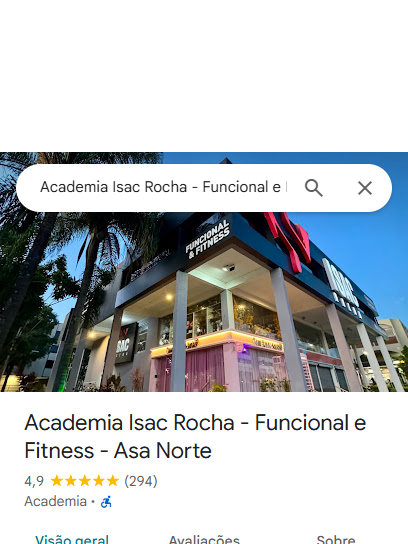 Academia Isac Rocha - Funcional e
FUNCIONAL
& FITNESS
ISAC
Academia Isac Rocha - Funcional e
Fitness - Asa Norte
4,9 (294)
Academia ·
Visão geral Avaliações Sobre